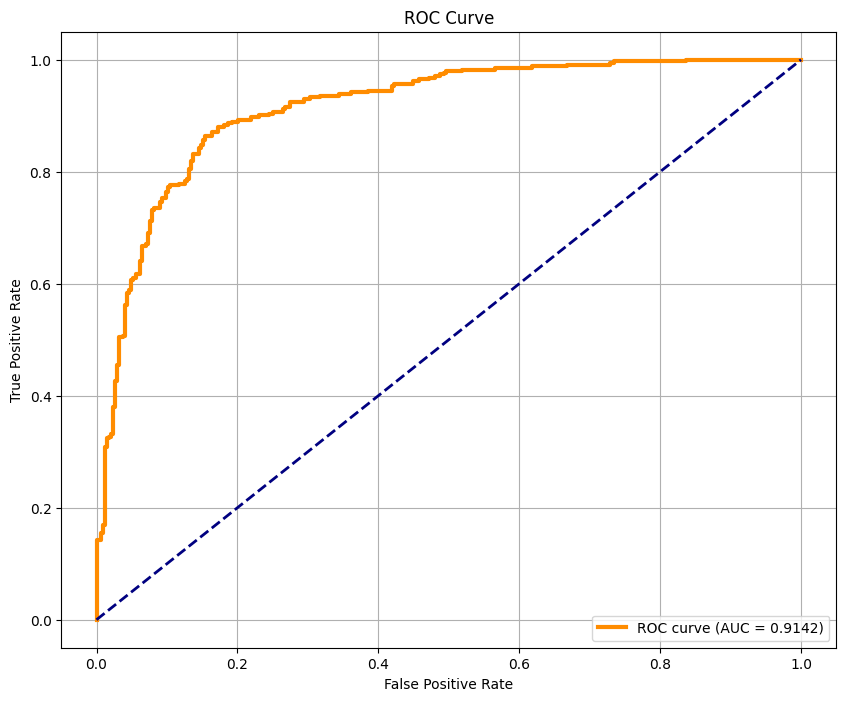 ROC Curve
True Positive Rate
1.0
0.8
0.6
0.4
0.2
0.0
0.0 0.2 0.4 0.6 0.8 1.0
False Positive Rate
ROC curve (AUC = 0.9142)